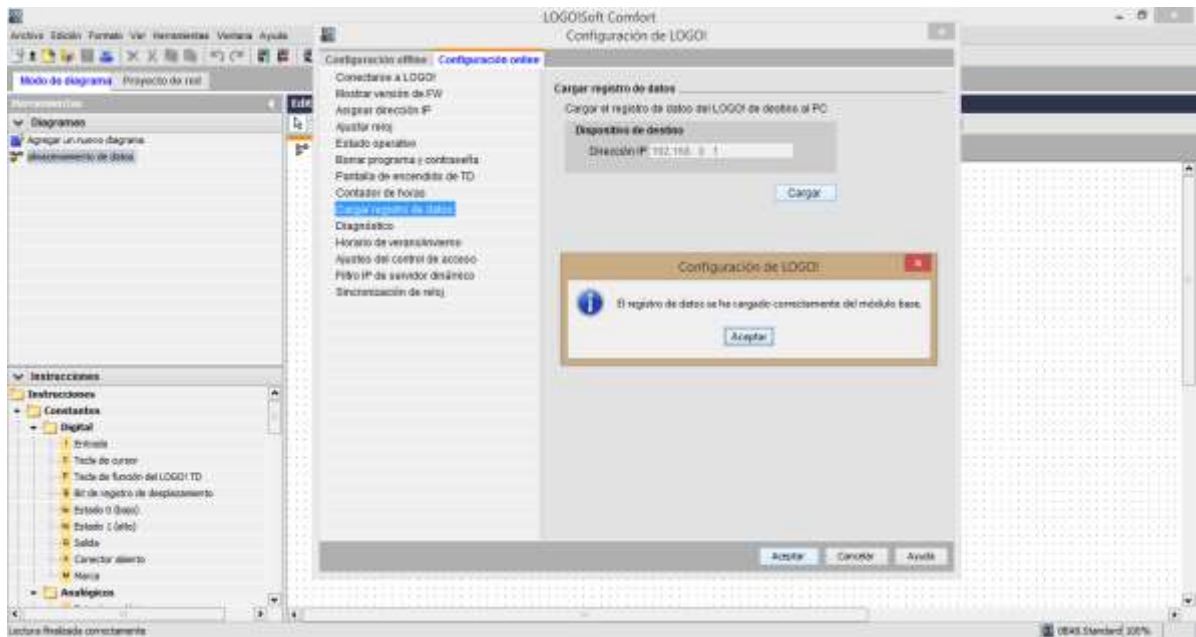 LOGO!Soft Comfort
Archivo Edición Formato Ver Herramientas Ventana Ayuda
Configuración de LOGO!
Modo de diagrama
Proyecto de red
Herramientas
Diagramas
Agregar un nuevo diagrama
almacenamiento de datos
Instrucciones
Instrucciones
Constantes
Digital
Entrada
Tecla de cursor
Tecla de función del LOGO! TD
Bit de registro de desplazamiento
Estado 0 (bajo)
Estado 1 (alto)
Salida
Conector abierto
Marca
Analógicos
Configuración offline
Configuración online
Conectarse a LOGO!
Mostrar versión de FW
Asignar dirección IP
Ajustar reloj
Estado operativo
Borrar programa y contraseña
Pantalla de encendido de TD
Contador de horas
Cargar registro de datos
Diagnóstico
Horario de verano/invierno
Ajustes del control de acceso
Filtro IP de servidor dinámico
Sincronización de reloj
Cargar registro de datos
Cargar el registro de datos del LOGO! de destino al PC
Dispositivo de destino
Dirección IP 192.168. 0. 1
Cargar
Configuración de LOGO!
El registro de datos se ha cargado correctamente del módulo base.
Aceptar
Aceptar
Cancelar
Ayuda
Lectura finalizada correctamente
0BA8.Standard 100%